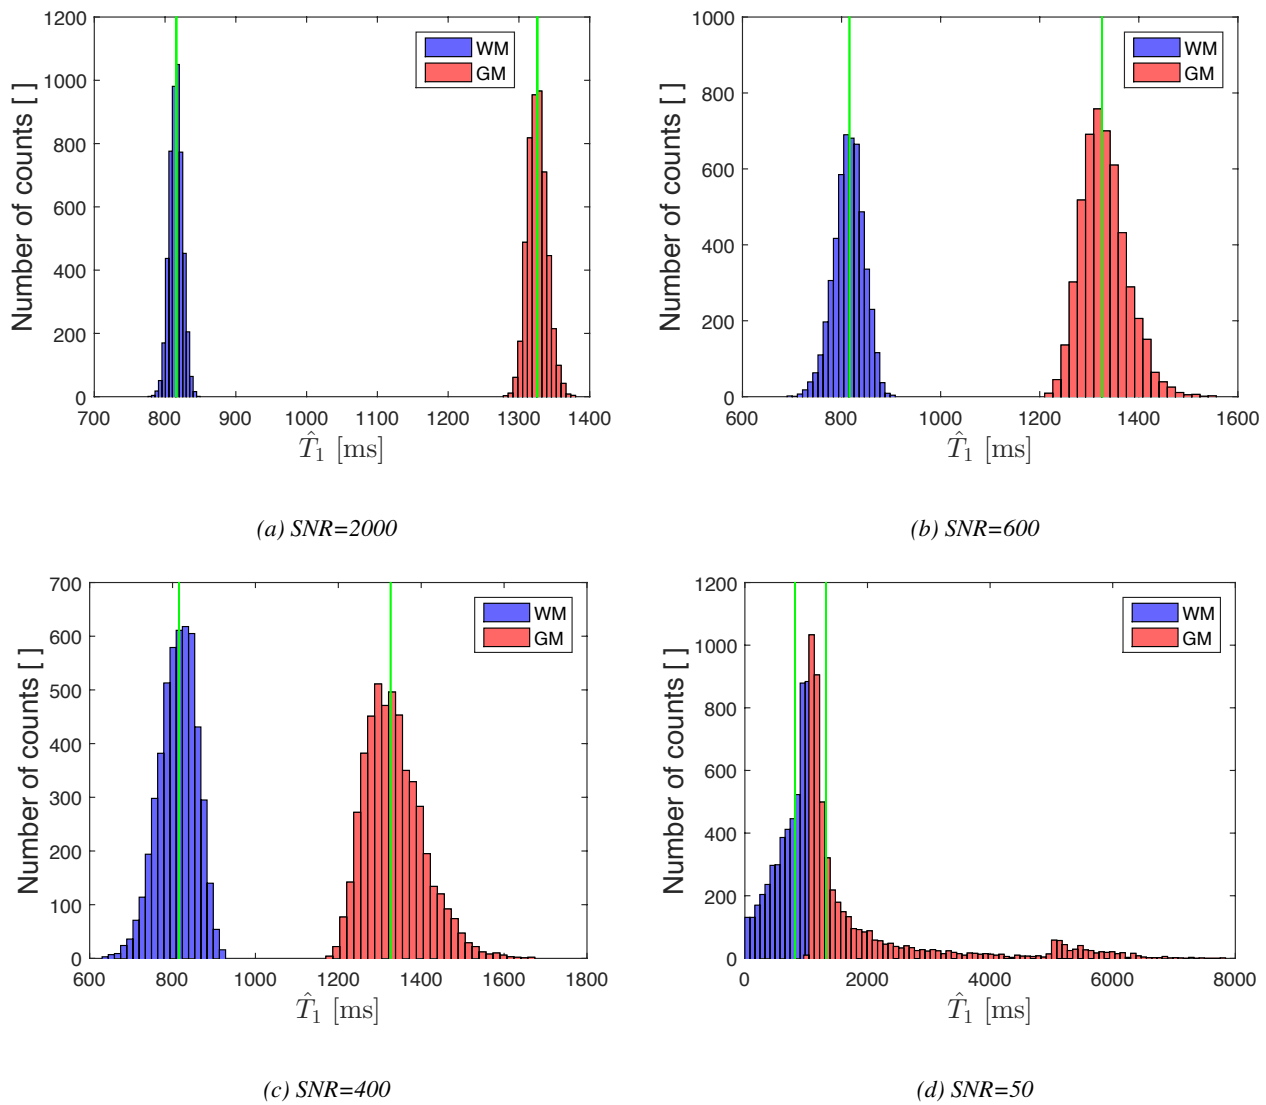 1200
1000
800
600
400
200
0
700 800 900 1000 1100 1200 1300 1400
Number of counts [ ]
T̂₁ [ms]
WM
GM
(a) SNR=2000
1000
800
600
400
200
0
600 800 1000 1200 1400 1600
Number of counts [ ]
T̂₁ [ms]
WM
GM
(b) SNR=600
700
600
500
400
300
200
100
0
600 800 1000 1200 1400 1600 1800
Number of counts [ ]
T̂₁ [ms]
WM
GM
(c) SNR=400
1200
1000
800
600
400
200
0
0 2000 4000 6000 8000
Number of counts [ ]
T̂₁ [ms]
WM
GM
(d) SNR=50